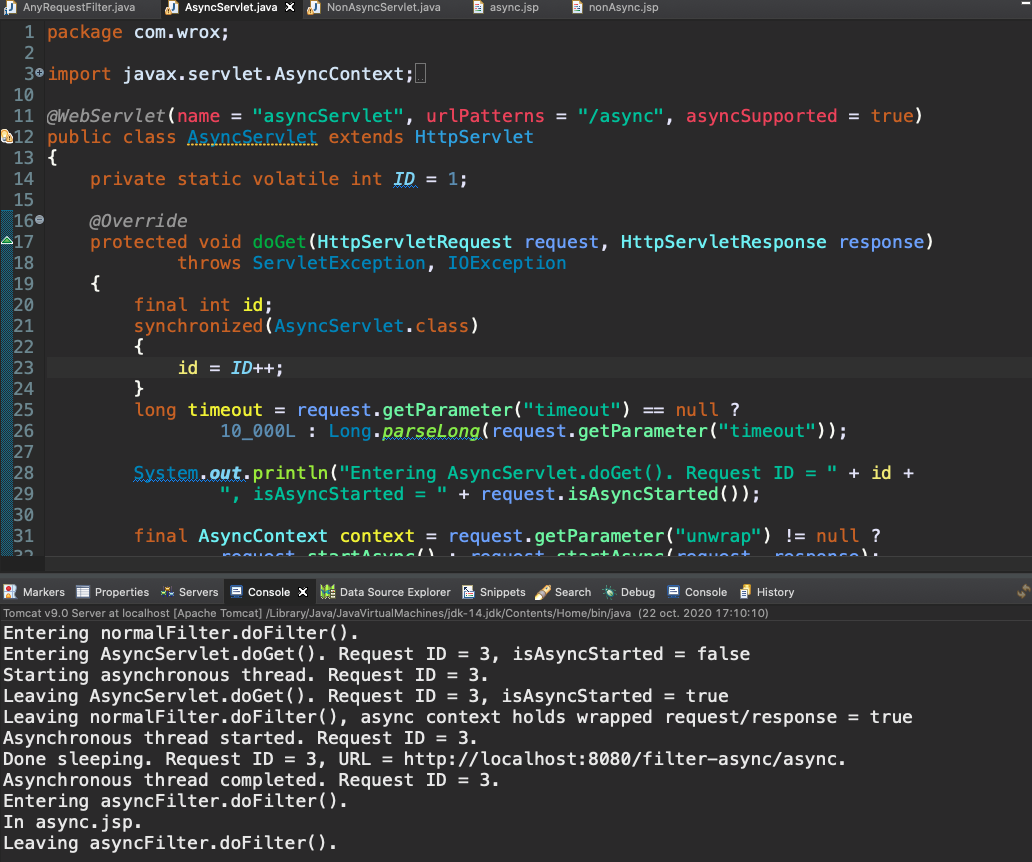 AnyRequestFilter.java AsyncServlet.java NonAsyncServlet.java async.jsp nonAsync.jsp
1 package com.wrox;
2
3 import javax.servlet.AsyncContext;
10
11 @WebServlet(name = "asyncServlet", urlPatterns = "/async", asyncSupported = true)
12 public class AsyncServlet extends HttpServlet
13 {
14 private static volatile int ID = 1;
15
16 @Override
17 protected void doGet(HttpServletRequest request, HttpServletResponse response)
18 throws ServletException, IOException
19 {
20 final int id;
21 synchronized(AsyncServlet.class)
22 {
23 id = ID++;
24 }
25 long timeout = request.getParameter("timeout") == null ?
26 10_000L : Long.parseLong(request.getParameter("timeout"));
27
28 System.out.println("Entering AsyncServlet.doGet(). Request ID = " + id +
29 ", isAsyncStarted = " + request.isAsyncStarted());
30
31 final AsyncContext context = request.getParameter("unwrap") != null ?
32 request.startAsync() : request.startAsync(request, response);
Markers Properties Servers Console Data Source Explorer Snippets Search Debug Console History
Tomcat v9.0 Server at localhost [Apache Tomcat] /Library/Java/JavaVirtualMachines/jdk-14.jdk/Contents/Home/bin/java (22 oct. 2020 17:10:10)
Entering normalFilter.doFilter().
Entering AsyncServlet.doGet(). Request ID = 3, isAsyncStarted = false
Starting asynchronous thread. Request ID = 3.
Leaving AsyncServlet.doGet(). Request ID = 3, isAsyncStarted = true
Leaving normalFilter.doFilter(), async context holds wrapped request/response = true
Asynchronous thread started. Request ID = 3.
Done sleeping. Request ID = 3, URL = http://localhost:8080/filter-async/async.
Asynchronous thread completed. Request ID = 3.
Entering asyncFilter.doFilter().
In async.jsp.
Leaving asyncFilter.doFilter().